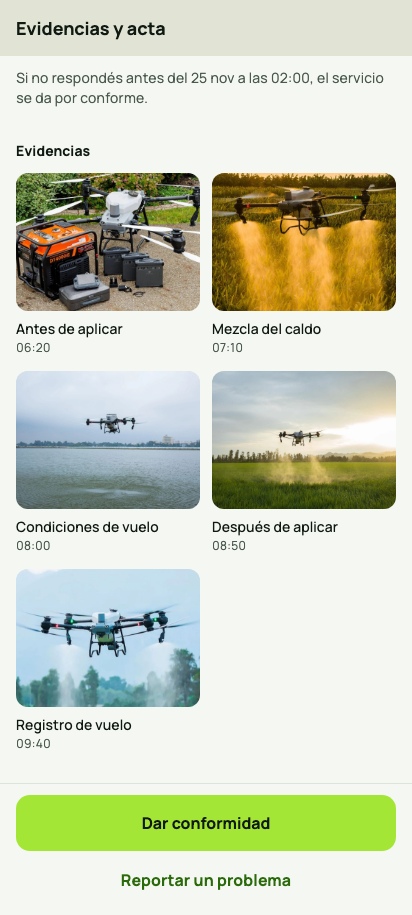 Evidencias y acta
Si no respondés antes del 25 nov a las 02:00, el servicio
se da por conforme.
Evidencias
Antes de aplicar
06:20
Mezcla del caldo
07:10
Condiciones de vuelo
08:00
Después de aplicar
08:50
Registro de vuelo
09:40
Dar conformidad
Reportar un problema